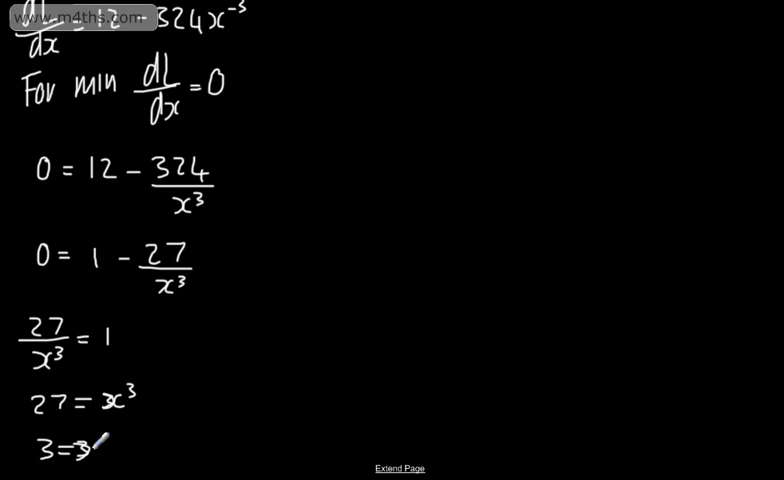 www.m4ths.com
dL/dx = 12 - 324x⁻³
For min dL/dx = 0
0 = 12 - 324/x³
0 = 1 - 27/x³
27/x³ = 1
27 = x³
3 =
Extend Page